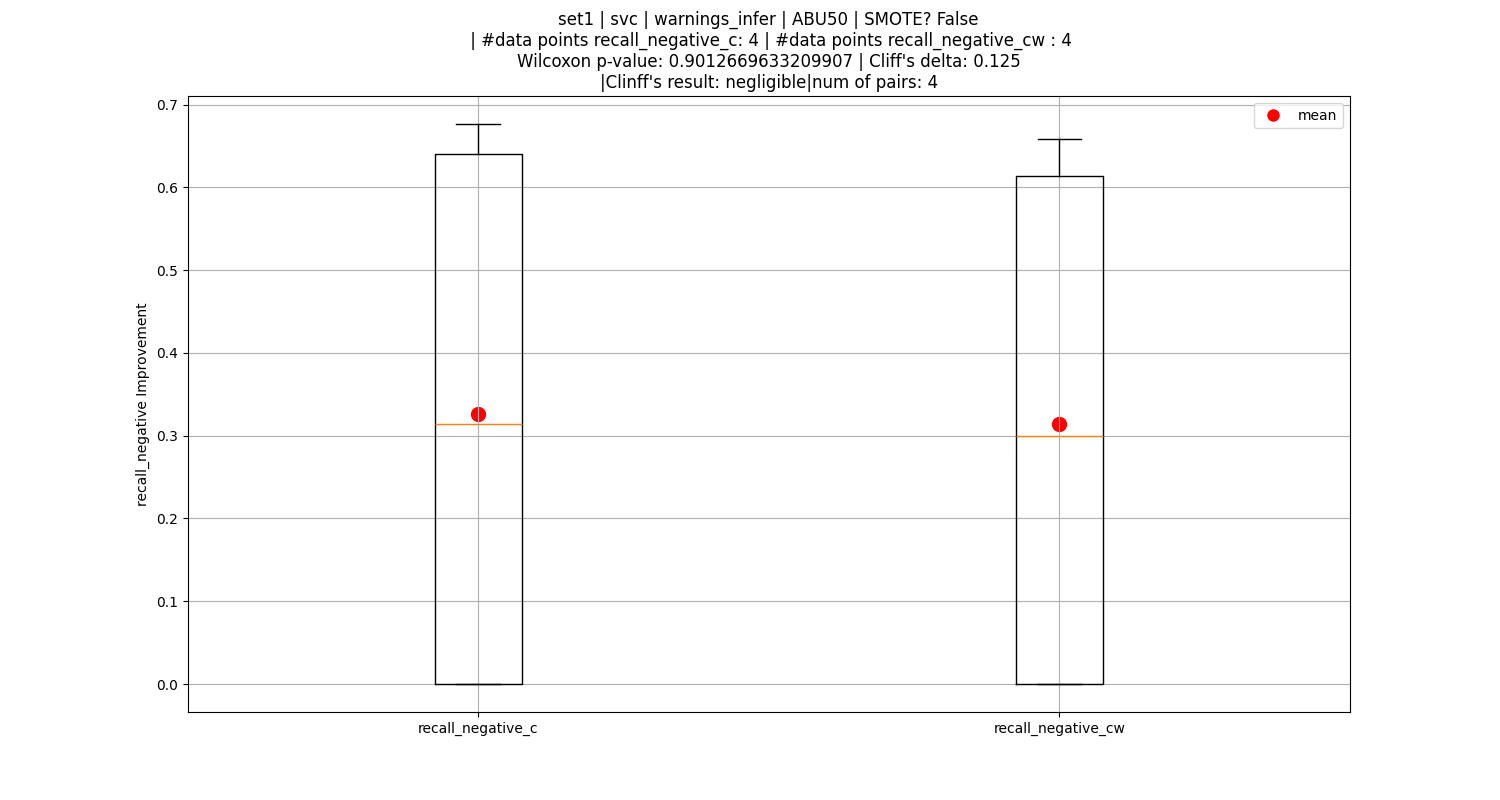 set1 | svc | warnings_infer | ABU50 | SMOTE? False
| #data points recall_negative_c: 4 | #data points recall_negative_cw : 4
Wilcoxon p-value: 0.9012669633209907 | Cliff's delta: 0.125
|Clinff's result: negligible|num of pairs: 4
mean
recall_negative Improvement
0.7
0.6
0.5
0.4
0.3
0.2
0.1
0.0
recall_negative_c
recall_negative_cw